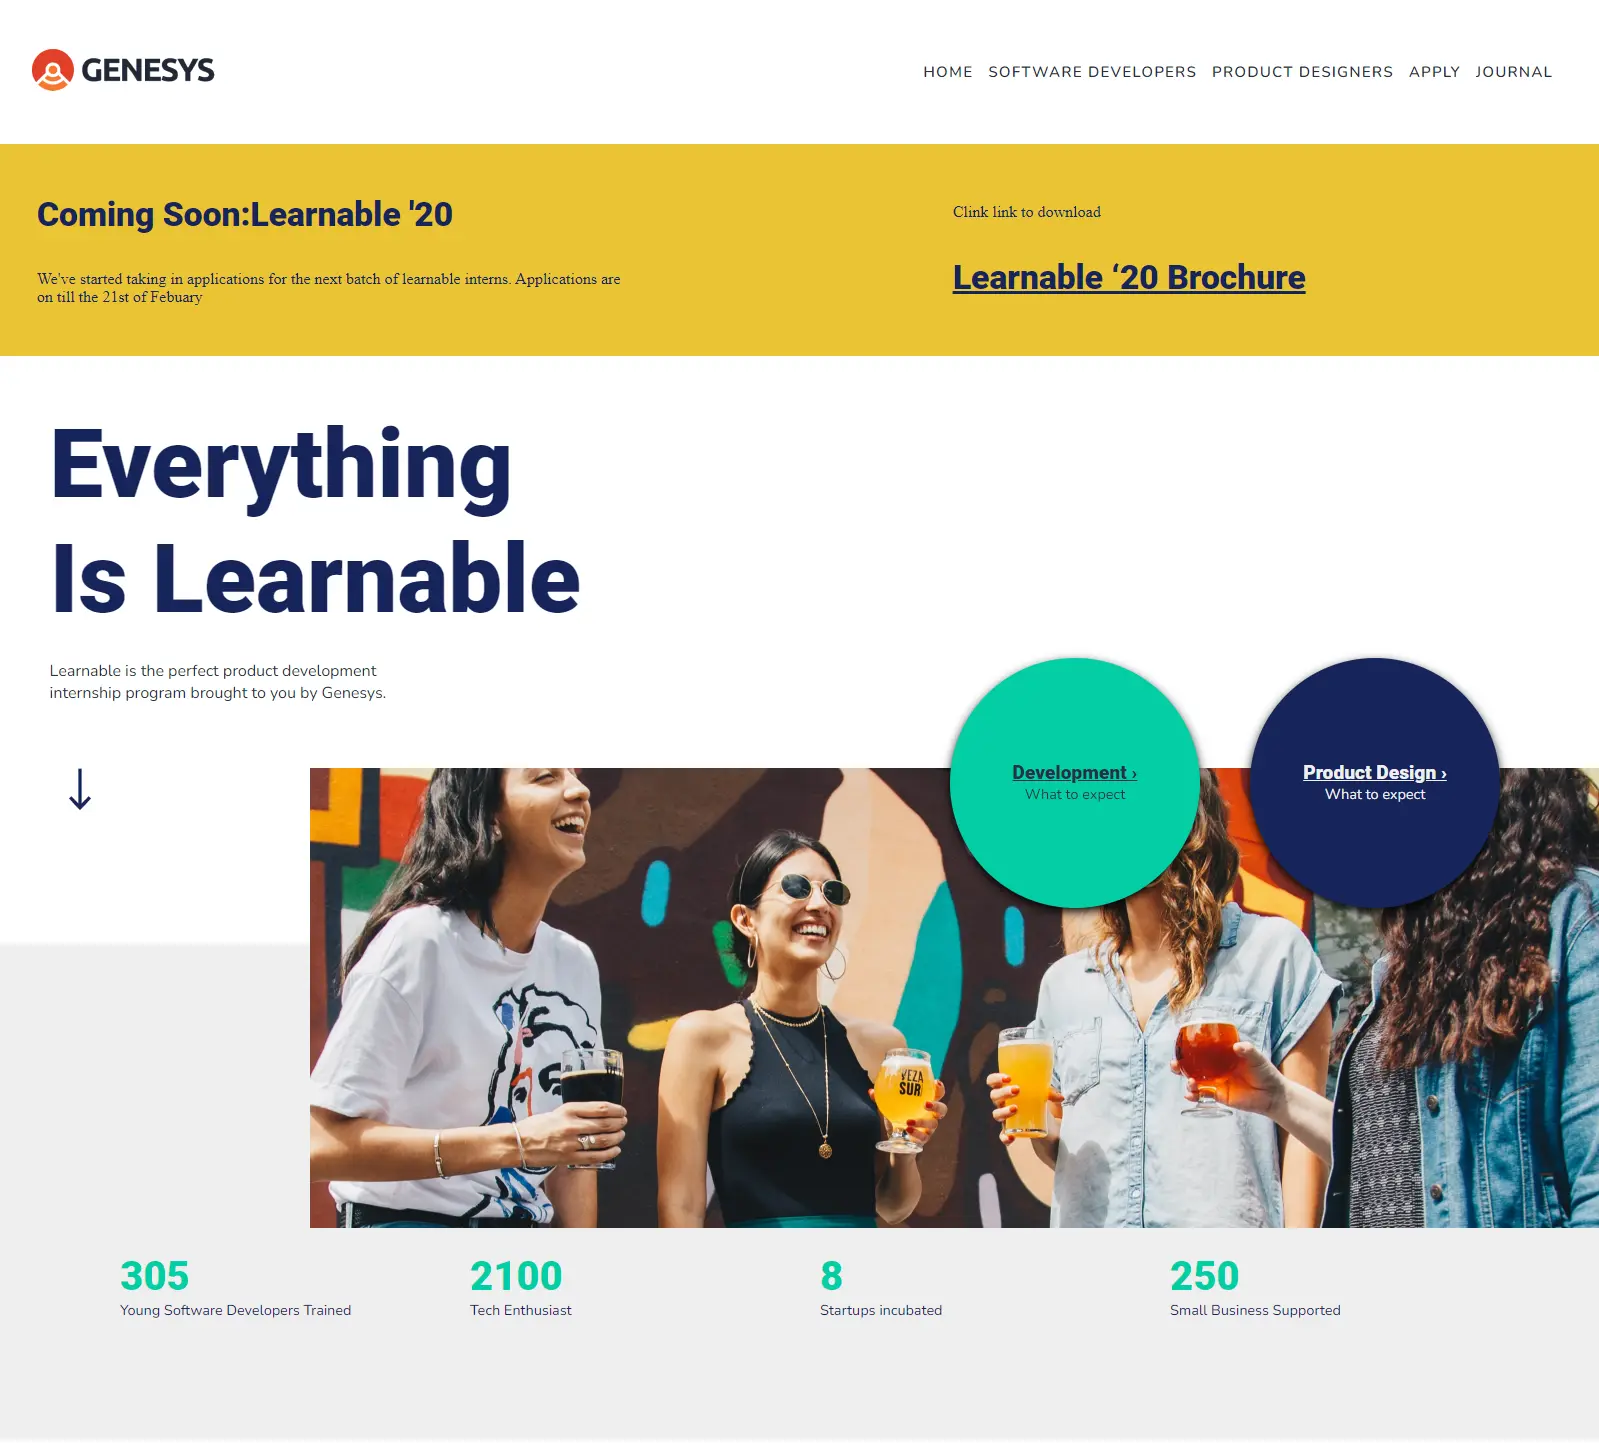 GENESYS
HOME SOFTWARE DEVELOPERS PRODUCT DESIGNERS APPLY JOURNAL
Coming Soon:Learnable '20
We've started taking in applications for the next batch of learnable interns. Applications are
on till the 21st of Febuary
Clink link to download
Learnable ‘20 Brochure
Everything
Is Learnable
Learnable is the perfect product development
internship program brought to you by Genesys.
Development ›
What to expect
Product Design ›
What to expect
VEZA
SUR
305
Young Software Developers Trained
2100
Tech Enthusiast
8
Startups incubated
250
Small Business Supported